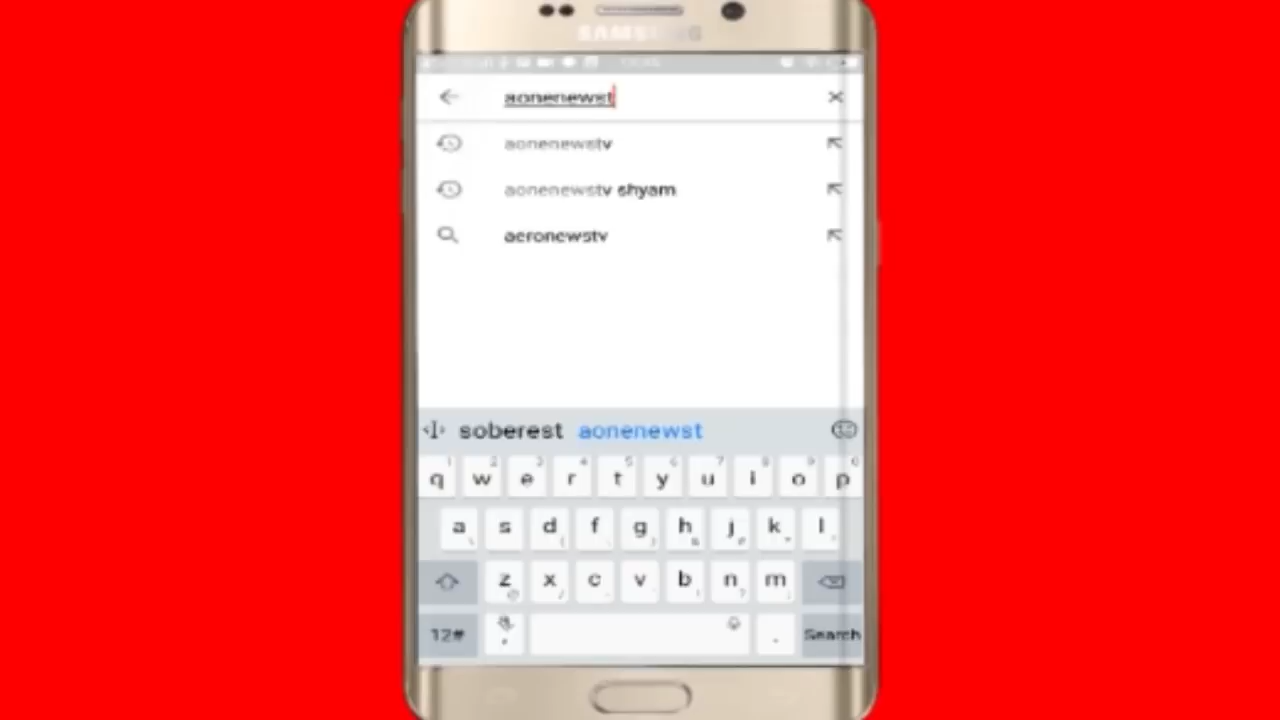 SAMSUNG
aonenewst
aonenewstv
aonenewstv shyam
aeronewstv
soberest aonenewst
q w e r t y u i o p
a s d f g h j k l
z x c v b n m
12# , . Search